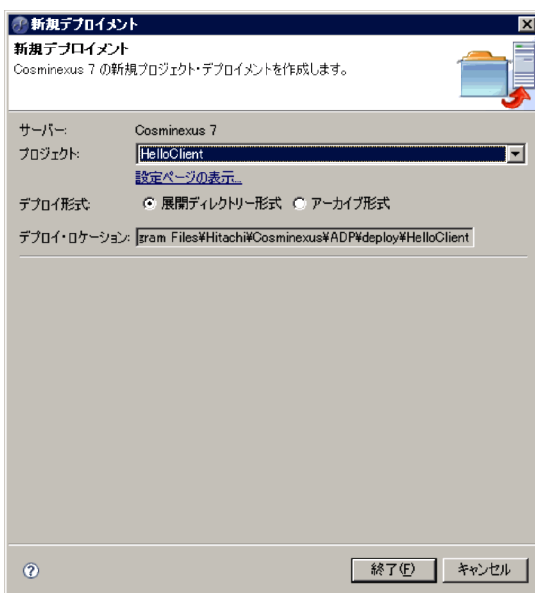 新規デプロイメント
新規デプロイメント
Cosminexus 7 の新規プロジェクト・デプロイメントを作成します。
サーバー: Cosminexus 7
プロジェクト: HelloClient
設定ページの表示...
デプロイ形式: 展開ディレクトリー形式 アーカイブ形式
デプロイ・ロケーション: gram Files¥Hitachi¥Cosminexus¥ADP¥deploy¥HelloClient
終了(F) キャンセル